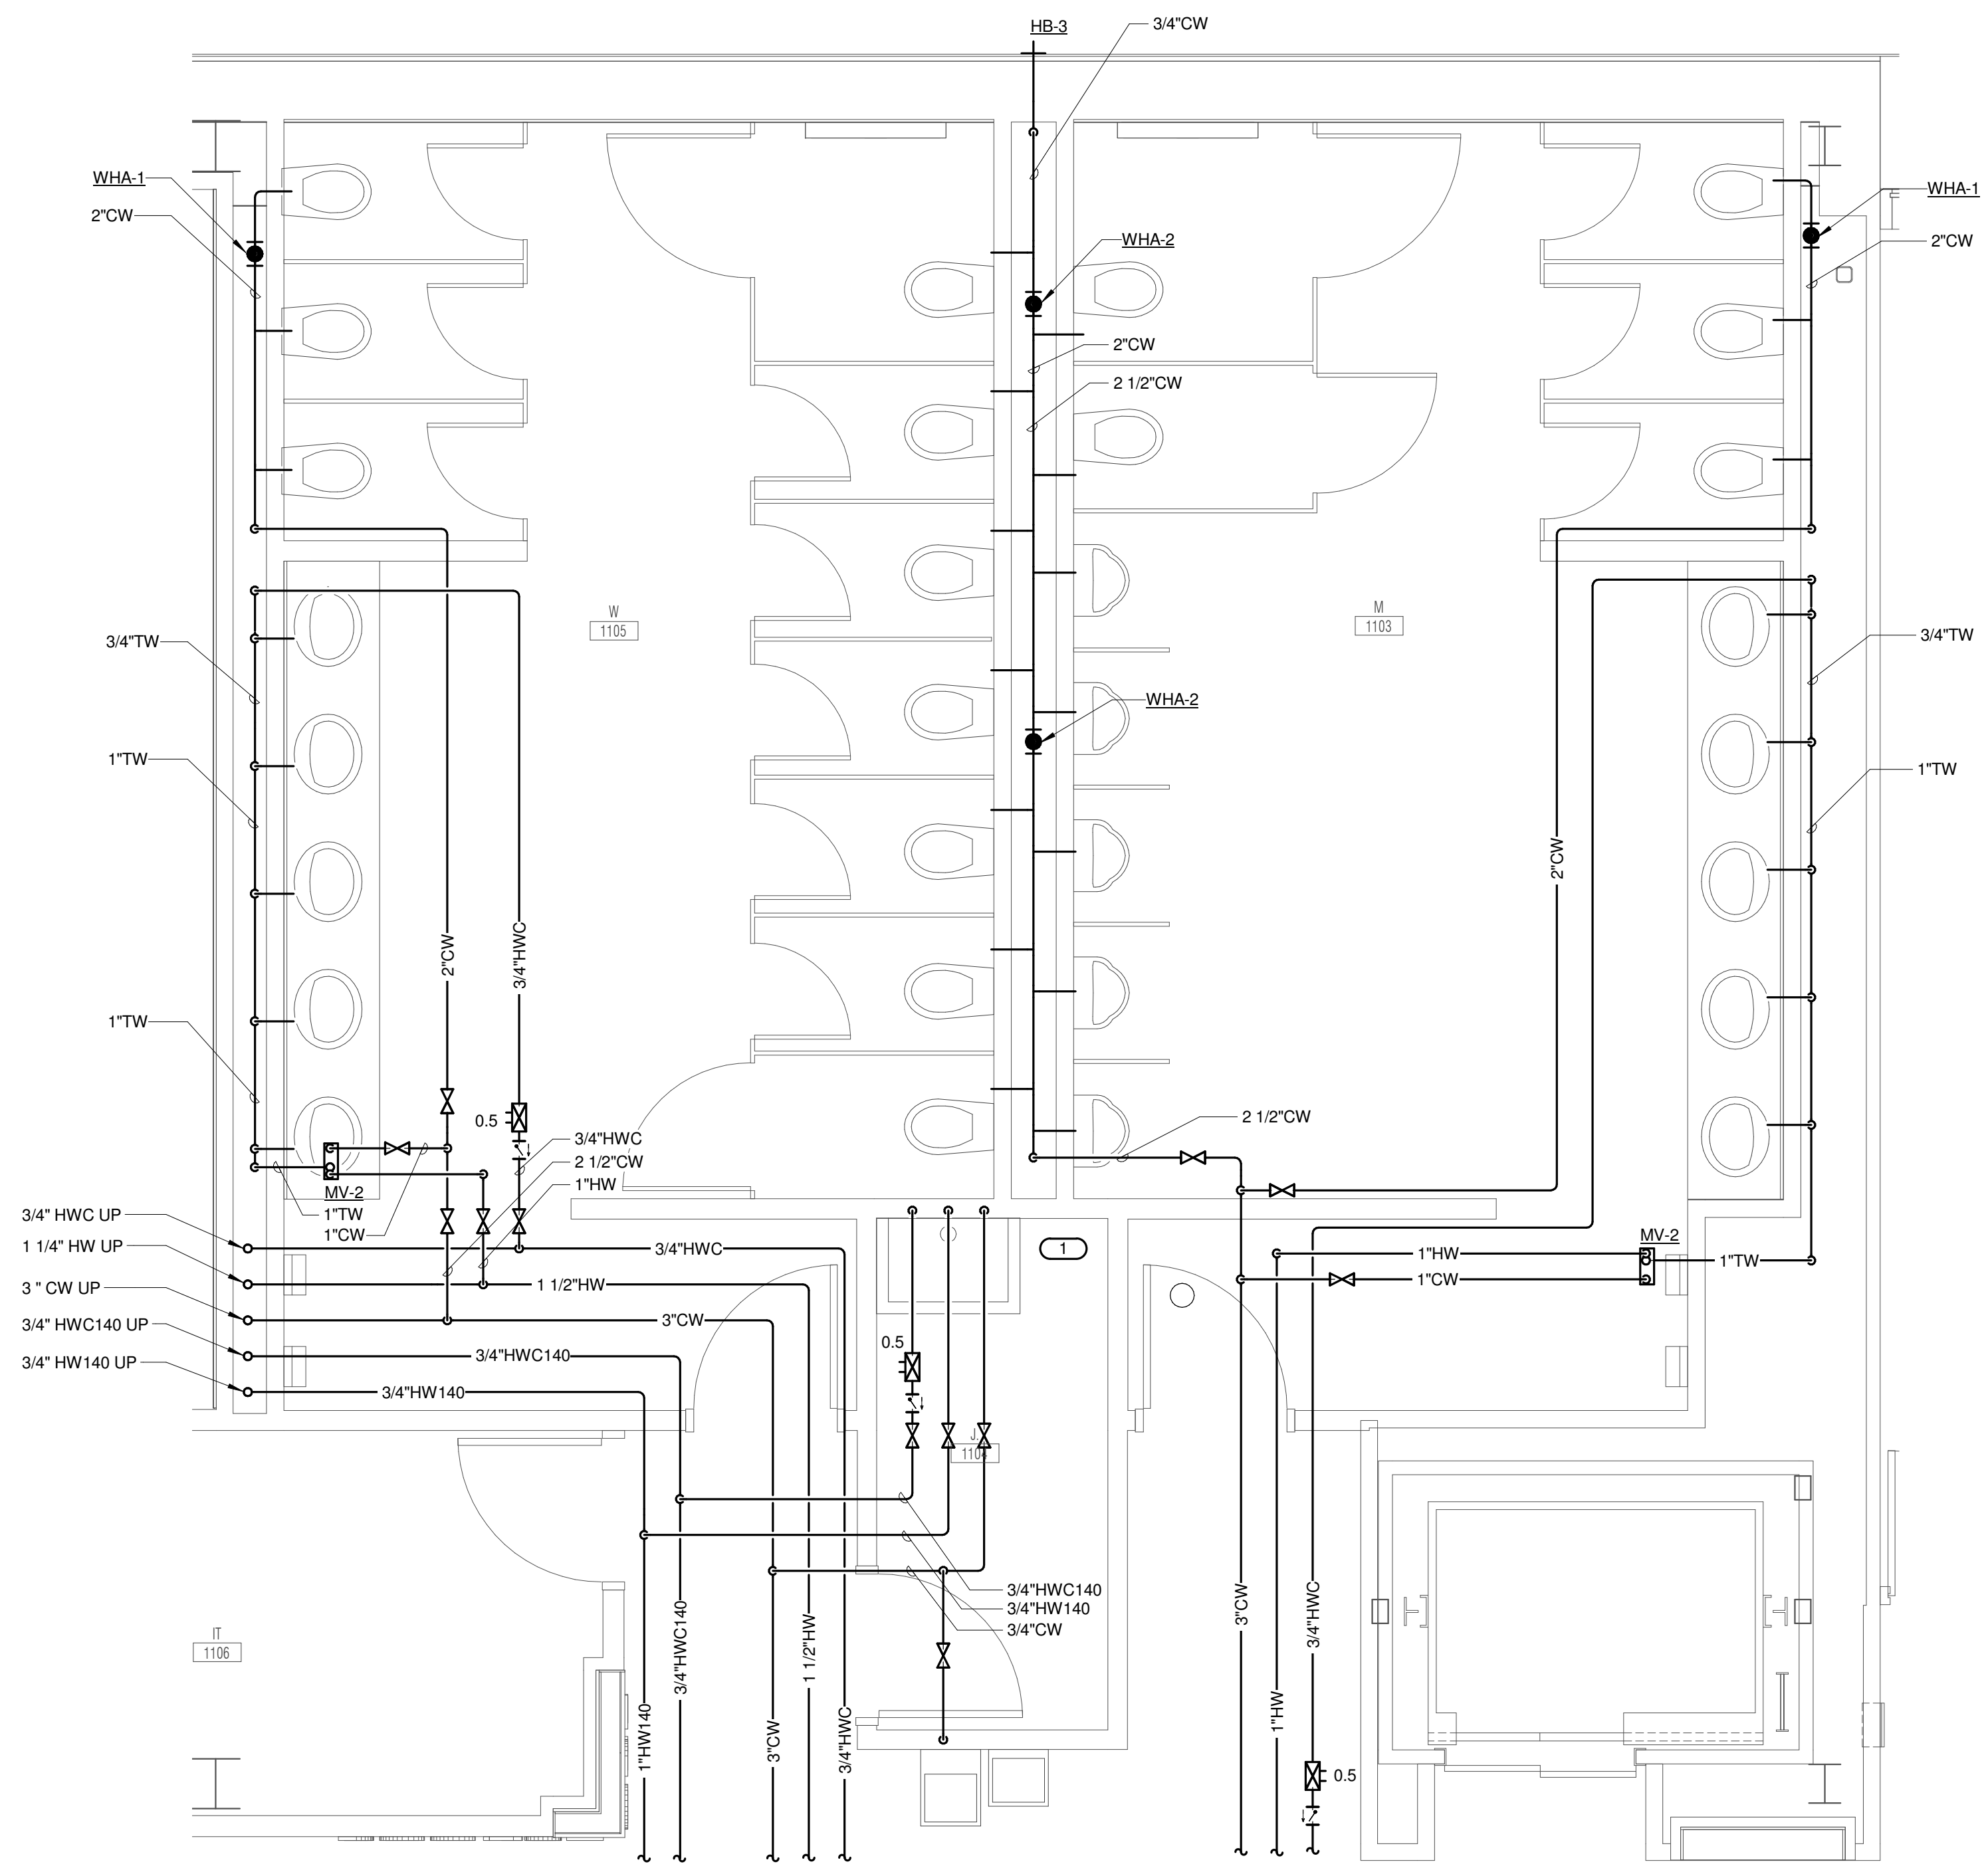 HB-3
3/4"CW
WHA-1
2"CW
WHA-2
2"CW
2 1/2"CW
WHA-1
2"CW
W
1105
M
1103
3/4"TW
1"TW
1"TW
3/4"TW
1"TW
WHA-2
2"CW
3/4"HWC
2"CW
0.5
3/4"HWC
2 1/2"CW
1"HW
2 1/2"CW
MV-2
1"TW
1"CW
3/4" HWC UP
1 1/4" HW UP
3 " CW UP
3/4" HWC140 UP
3/4" HW140 UP
3/4"HWC
1 1/2"HW
3"CW
3/4"HWC140
3/4"HW140
1
0.5
MV-2
1"HW
1"CW
1"TW
J.
1104
3/4"HWC140
3/4"HW140
3/4"CW
IT
1106
1"HW140
3/4"HWC140
3"CW
1 1/2"HW
3/4"HWC
3"CW
1"HW
3/4"HWC
0.5